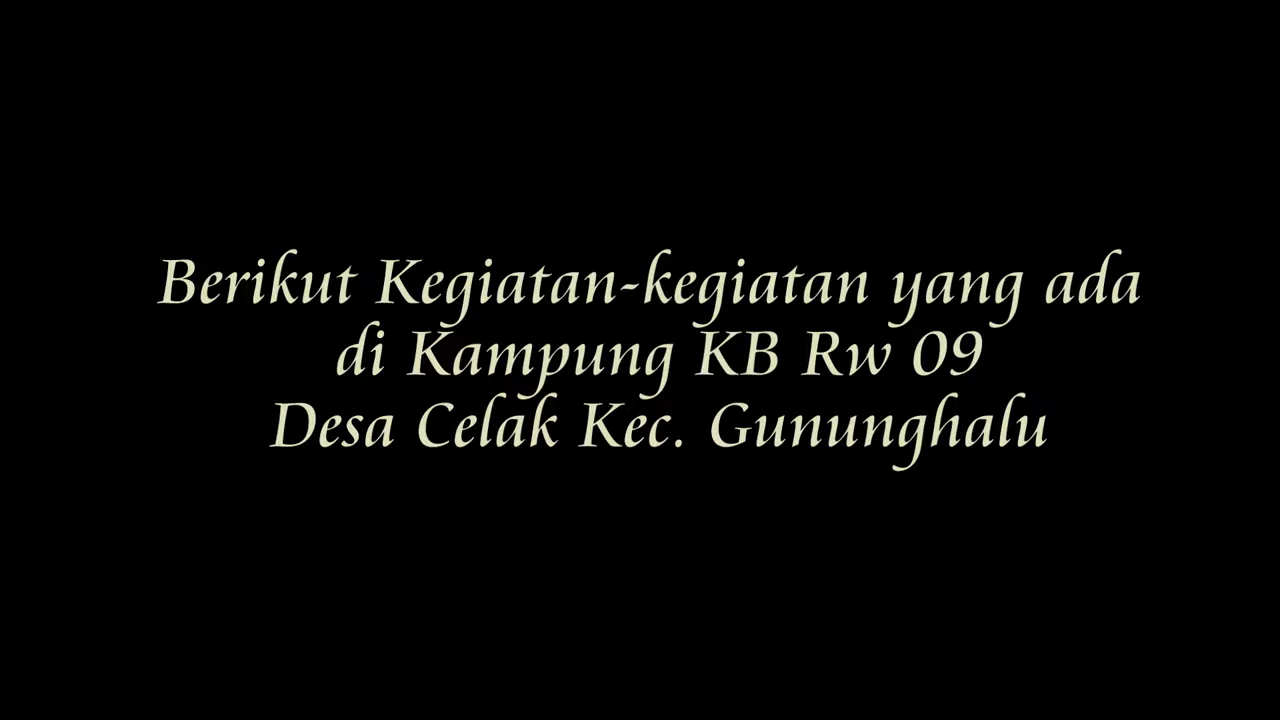 Berikut Kegiatan-kegiatan yang ada
di Kampung KB Rw 09
Desa Celak Kec. Gununghalu